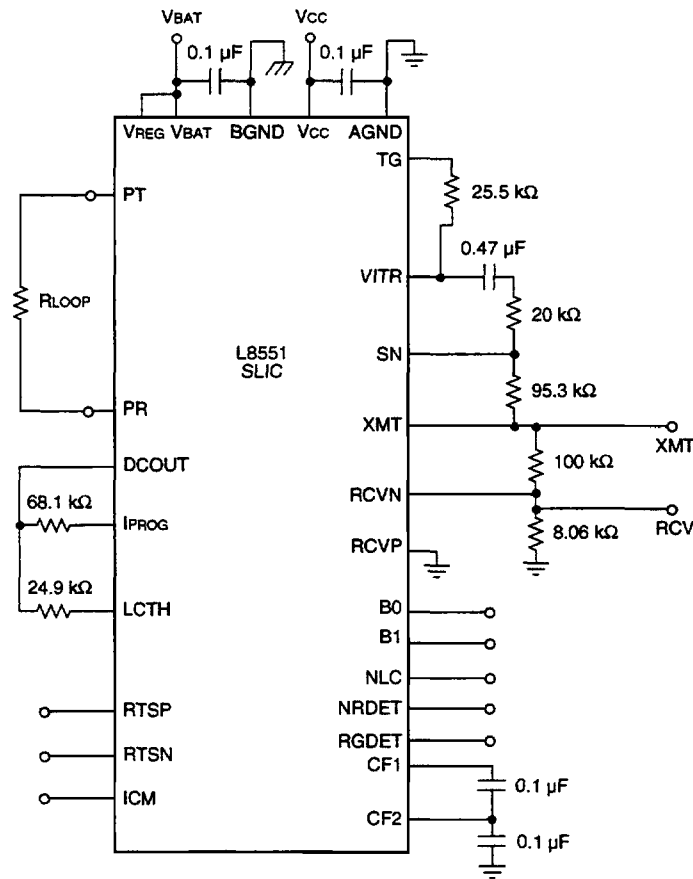 VBAT
VCC
0.1 µF
0.1 µF
VREG VBAT BGND VCC AGND
TG
25.5 kΩ
PT
0.47 µF
VITR
RLOOP
20 kΩ
L8551
SLIC
SN
95.3 kΩ
PR
XMT
XMT
DCOUT
100 kΩ
68.1 kΩ
RCVN
IPROG
RCV
8.06 kΩ
RCVP
24.9 kΩ
LCTH
B0
B1
NLC
RTSP
NRDET
RTSN
RGDET
CF1
ICM
0.1 µF
CF2
0.1 µF